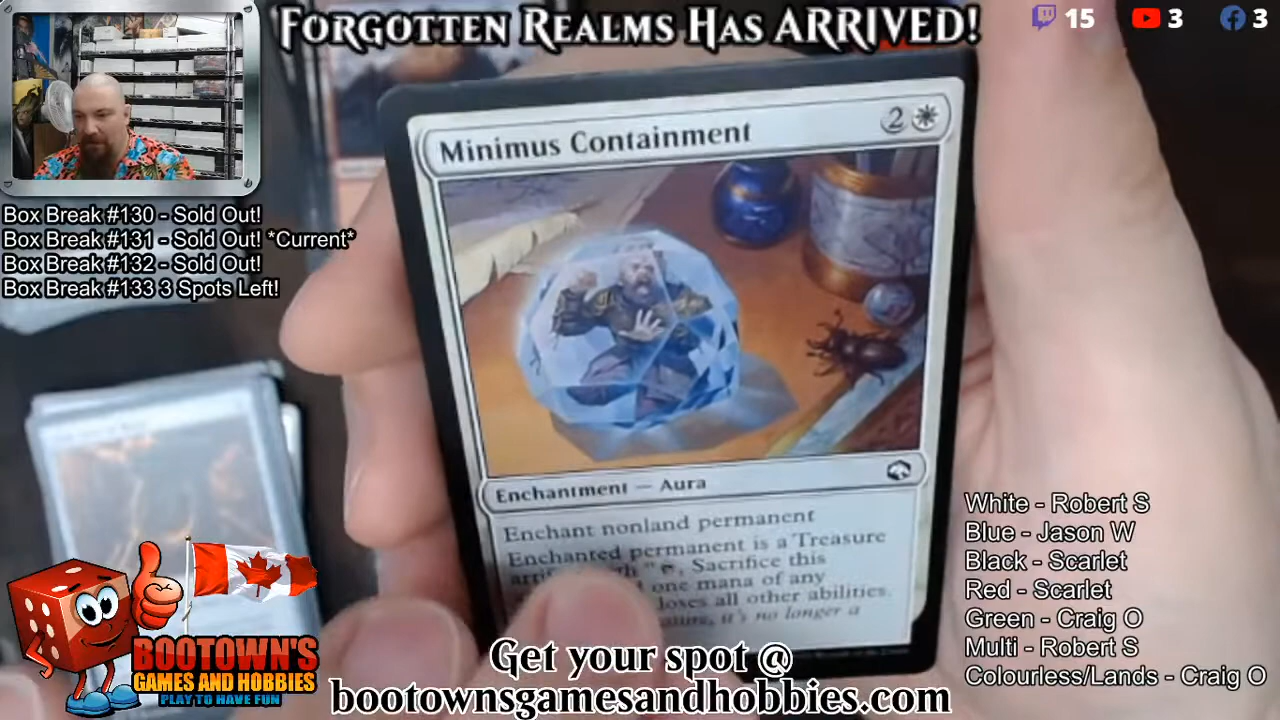 FORGOTTEN REALMS HAS ARRIVED!
15
3
3
Box Break #130 - Sold Out!
Box Break #131 - Sold Out! *Current*
Box Break #132 - Sold Out!
Box Break #133 3 Spots Left!
Minimus Containment
2
Enchantment — Aura
Enchant nonland permanent
Enchanted permanent is a Treasure
, Sacrifice this
one mana of any
loses all other abilities.
it's no longer a
White - Robert S
Blue - Jason W
Black - Scarlet
Red - Scarlet
Green - Craig O
Multi - Robert S
Colourless/Lands - Craig O
BOOTOWN'S
GAMES AND HOBBIES
PLAY TO HAVE FUN
Get your spot @
bootownsgamesandhobbies.com